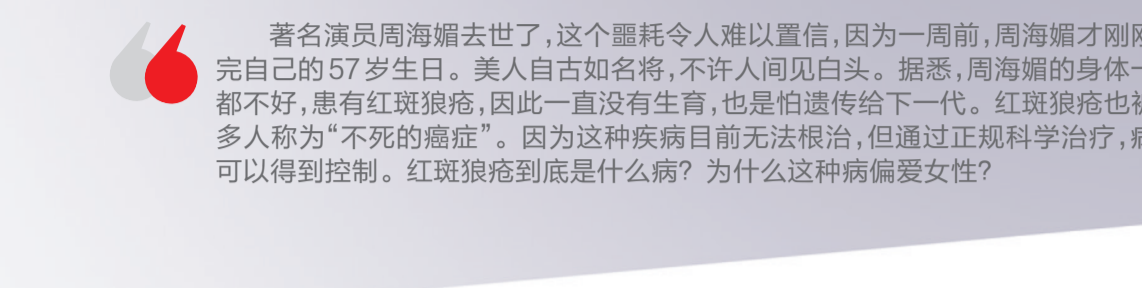 著名演员周海媚去世了,这个噩耗令人难以置信,因为一周前,周海媚才刚
完自己的57岁生日。美人自古如名将,不许人间见白头。据悉,周海媚的身体一
都不好,患有红斑狼疮,因此一直没有生育,也是怕遗传给下一代。红斑狼疮也
多人称为“不死的癌症”。因为这种疾病目前无法根治,但通过正规科学治疗,
可以得到控制。红斑狼疮到底是什么病?为什么这种病偏爱女性?